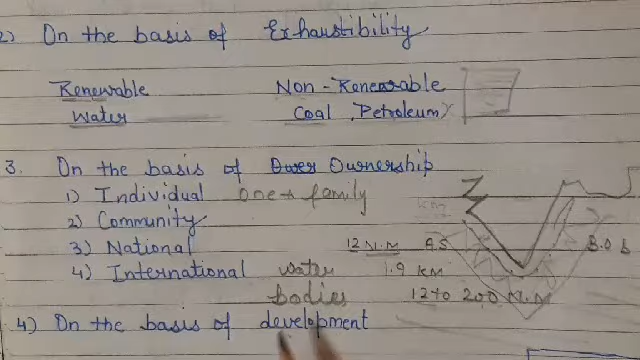 2) On the basis of Exhaustibility
Renewable Non-Renewable
Water Coal, Petroleum
3. On the basis of Ownership
1) Individual one family
2) Community
3) National 12 N.M A.S B.O.B
4) International water 1.9 KM
bodies 12 to 200 N.M
4) On the basis of development